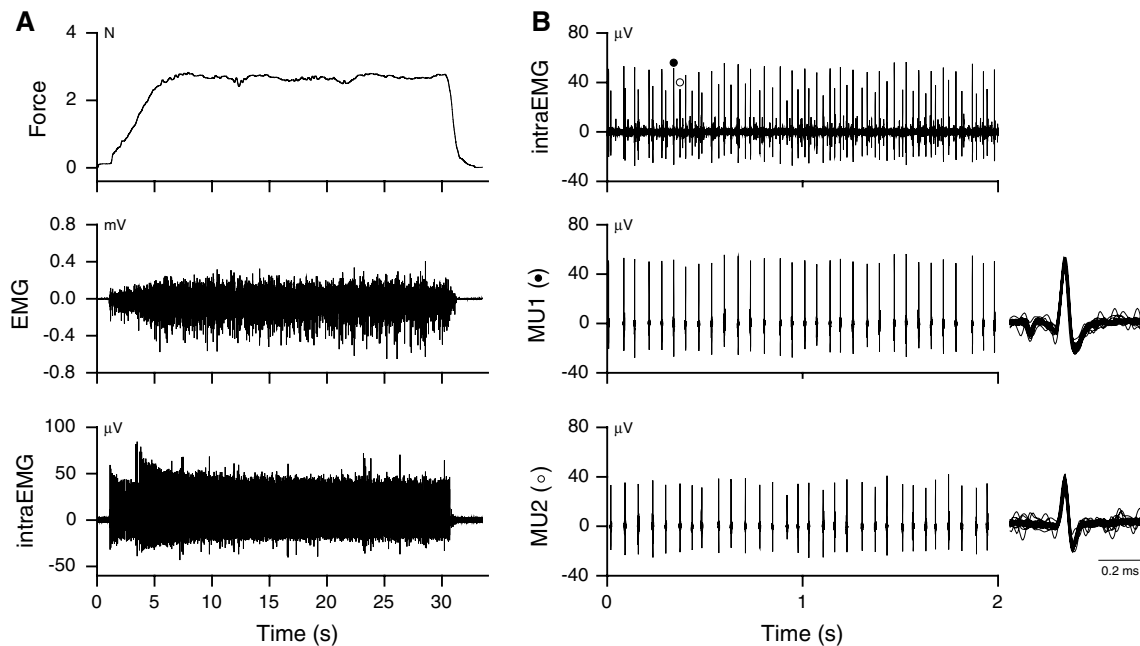 A
N
4
2
0
Force
mV
0.8
0.4
0.0
-0.4
-0.8
EMG
µV
100
50
0
-50
intraEMG
0 5 10 15 20 25 30
Time (s)
B
µV
80
40
0
-40
intraEMG
µV
80
40
0
-40
MU1 (●)
µV
80
40
0
-40
MU2 (○)
0 1 2
Time (s)
0.2 ms